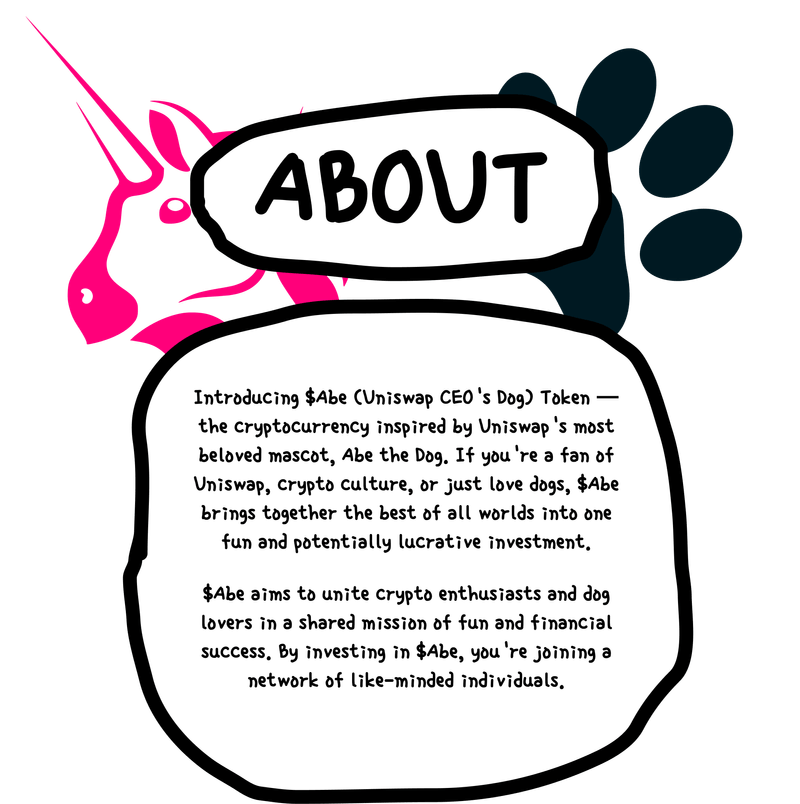 ABOUT
Introducing $Abe (Uniswap CEO's Dog) Token —
the cryptocurrency inspired by Uniswap's most
beloved mascot, Abe the Dog. If you're a fan of
Uniswap, crypto culture, or just love dogs, $Abe
brings together the best of all worlds into one
fun and potentially lucrative investment.
$Abe aims to unite crypto enthusiasts and dog
lovers in a shared mission of fun and financial
success. By investing in $Abe, you're joining a
network of like-minded individuals.